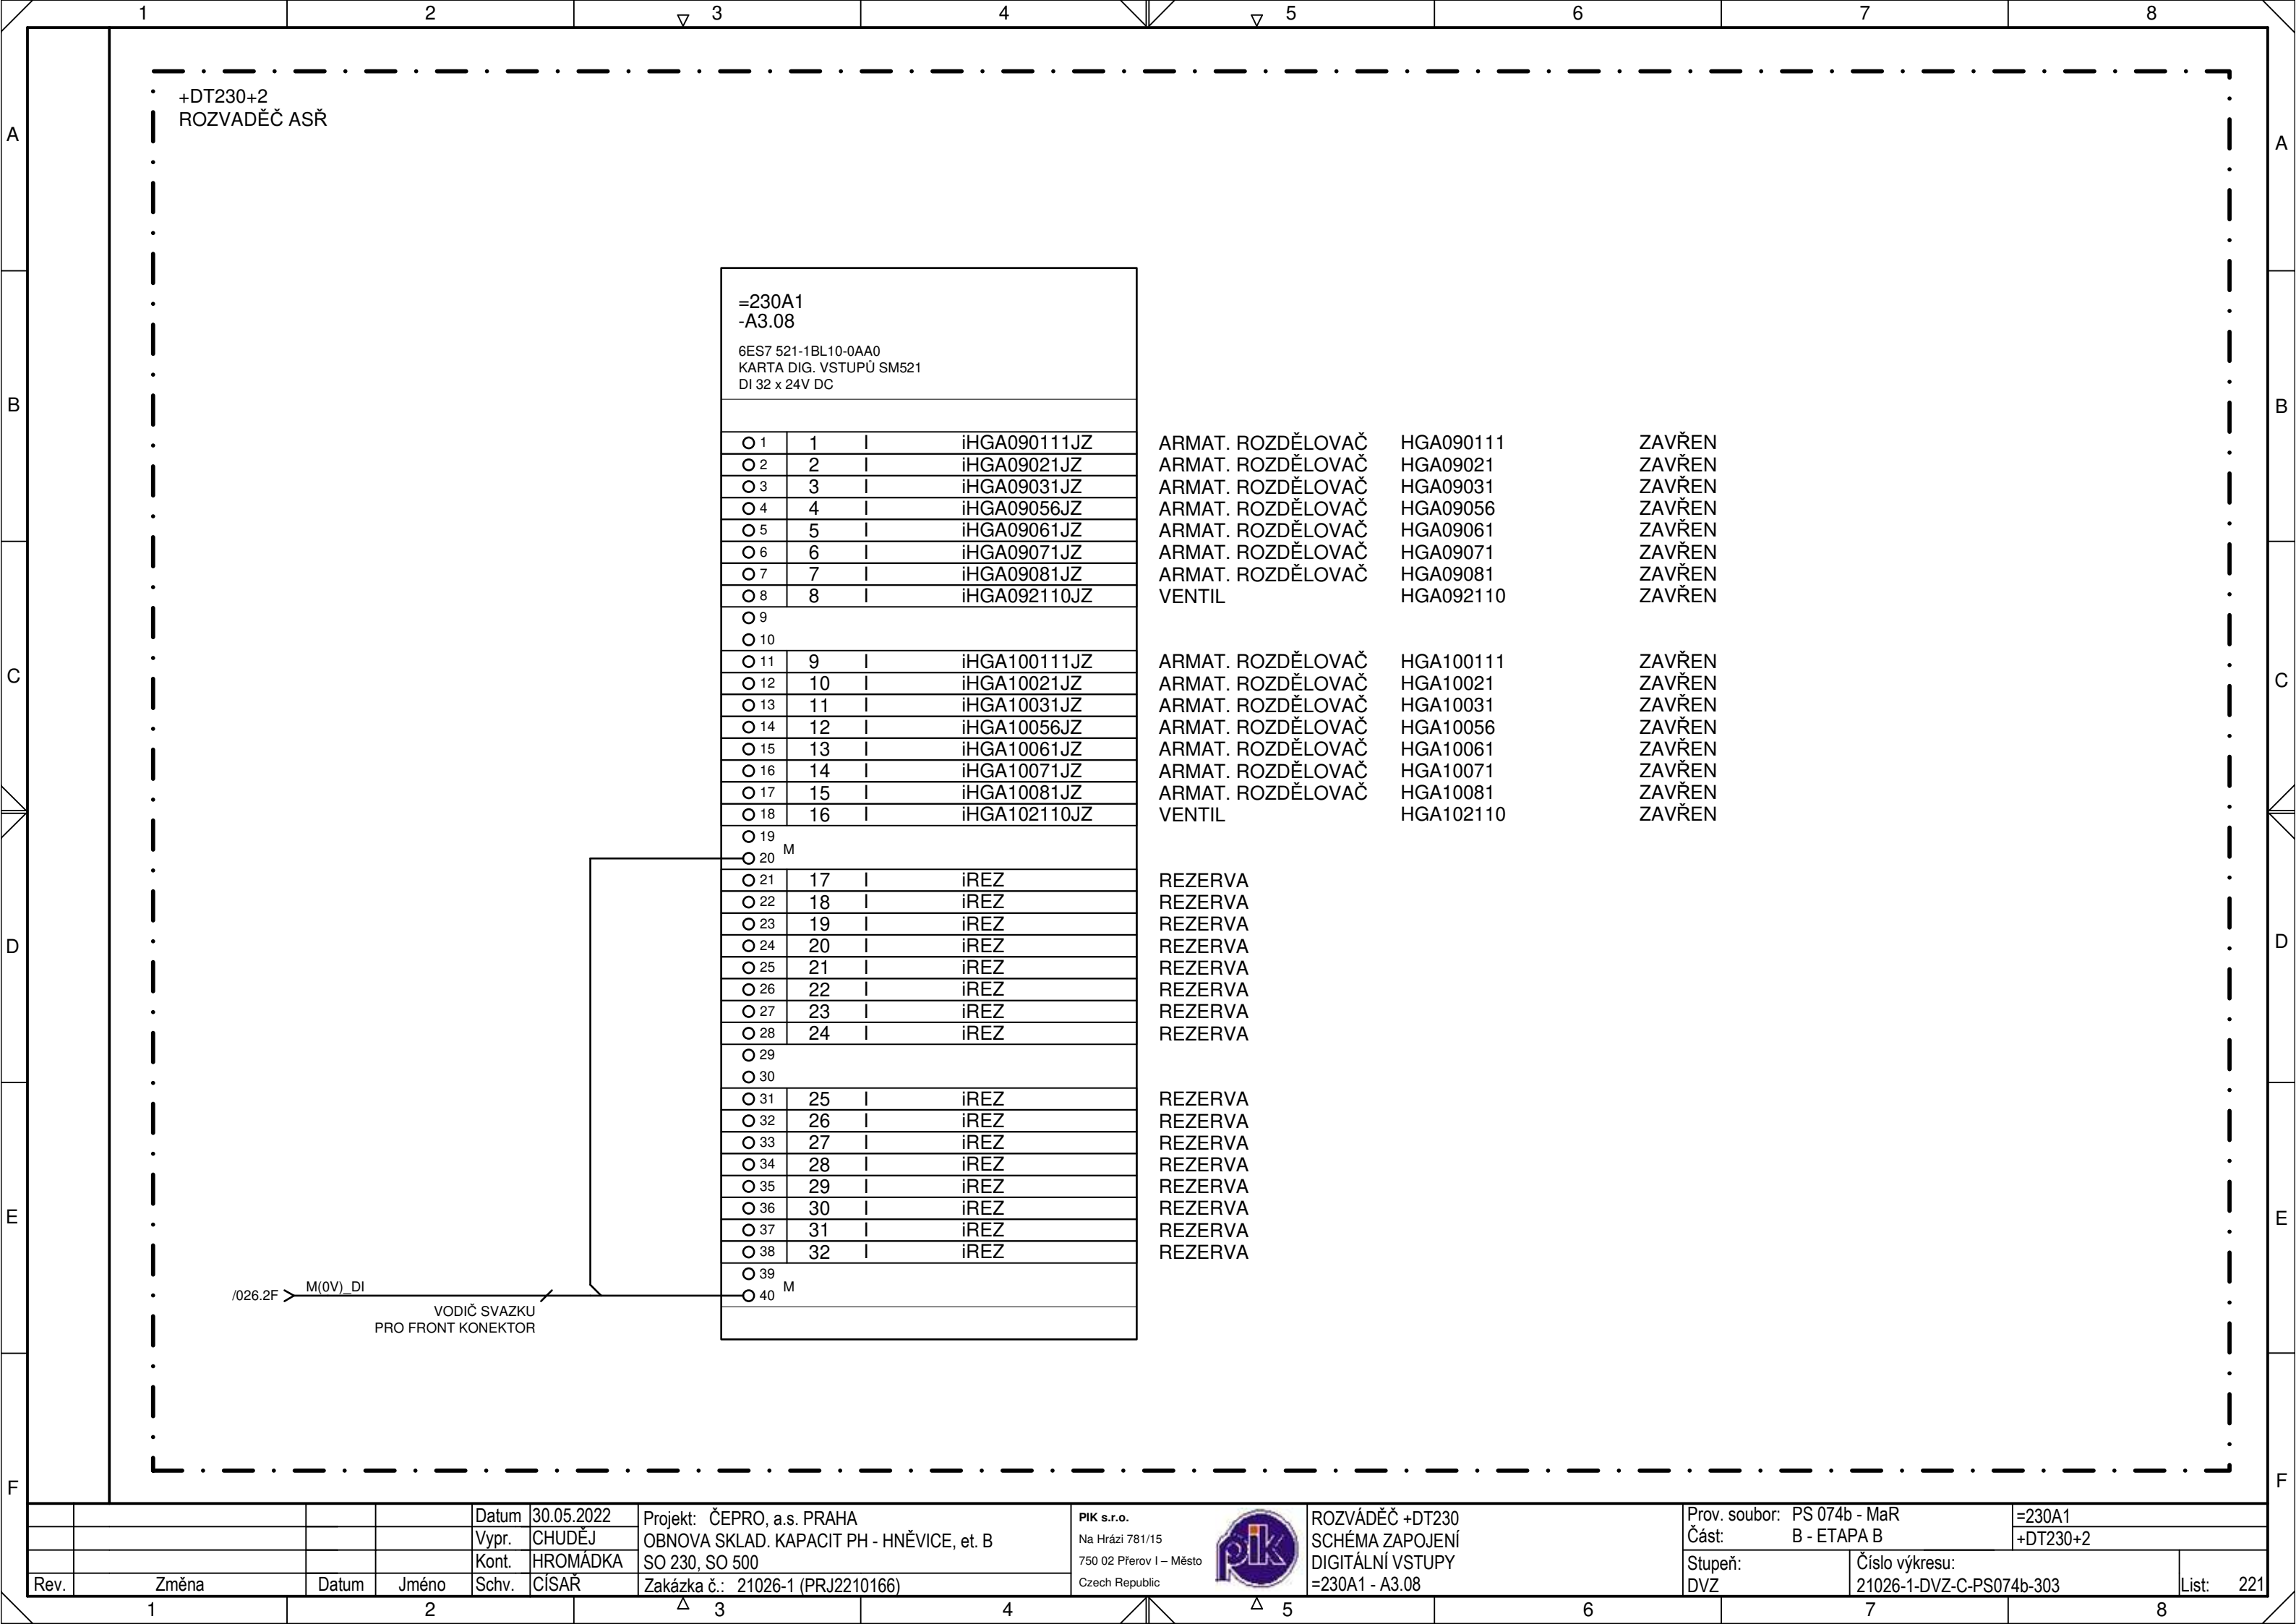 1 2 3 4 5 6 7 8
A A
B B
C C
D D
E E
F F
+DT230+2
ROZVADĚČ ASŘ
=230A1
-A3.08
6ES7 521-1BL10-0AA0
KARTA DIG. VSTUPŮ SM521
DI 32 x 24V DC
1 1 I iHGA090111JZ ARMAT. ROZDĚLOVAČ HGA090111 ZAVŘEN
2 2 I iHGA09021JZ ARMAT. ROZDĚLOVAČ HGA09021 ZAVŘEN
3 3 I iHGA09031JZ ARMAT. ROZDĚLOVAČ HGA09031 ZAVŘEN
4 4 I iHGA09056JZ ARMAT. ROZDĚLOVAČ HGA09056 ZAVŘEN
5 5 I iHGA09061JZ ARMAT. ROZDĚLOVAČ HGA09061 ZAVŘEN
6 6 I iHGA09071JZ ARMAT. ROZDĚLOVAČ HGA09071 ZAVŘEN
7 7 I iHGA09081JZ ARMAT. ROZDĚLOVAČ HGA09081 ZAVŘEN
8 8 I iHGA092110JZ VENTIL HGA092110 ZAVŘEN
9
10
11 9 I iHGA100111JZ ARMAT. ROZDĚLOVAČ HGA100111 ZAVŘEN
12 10 I iHGA10021JZ ARMAT. ROZDĚLOVAČ HGA10021 ZAVŘEN
13 11 I iHGA10031JZ ARMAT. ROZDĚLOVAČ HGA10031 ZAVŘEN
14 12 I iHGA10056JZ ARMAT. ROZDĚLOVAČ HGA10056 ZAVŘEN
15 13 I iHGA10061JZ ARMAT. ROZDĚLOVAČ HGA10061 ZAVŘEN
16 14 I iHGA10071JZ ARMAT. ROZDĚLOVAČ HGA10071 ZAVŘEN
17 15 I iHGA10081JZ ARMAT. ROZDĚLOVAČ HGA10081 ZAVŘEN
18 16 I iHGA102110JZ VENTIL HGA102110 ZAVŘEN
19
M
20
21 17 I iREZ REZERVA
22 18 I iREZ REZERVA
23 19 I iREZ REZERVA
24 20 I iREZ REZERVA
25 21 I iREZ REZERVA
26 22 I iREZ REZERVA
27 23 I iREZ REZERVA
28 24 I iREZ REZERVA
29
30
31 25 I iREZ REZERVA
32 26 I iREZ REZERVA
33 27 I iREZ REZERVA
34 28 I iREZ REZERVA
35 29 I iREZ REZERVA
36 30 I iREZ REZERVA
37 31 I iREZ REZERVA
38 32 I iREZ REZERVA
39
M
40
/026.2F M(0V)_DI
VODIČ SVAZKU
PRO FRONT KONEKTOR
Rev. Změna Datum Jméno
Datum 30.05.2022
Vypr. CHUDĚJ
Kont. HROMÁDKA
Schv. CÍSAŘ
Projekt: ČEPRO, a.s. PRAHA
OBNOVA SKLAD. KAPACIT PH - HNĚVICE, et. B
SO 230, SO 500
Zakázka č.: 21026-1 (PRJ2210166)
PIK s.r.o.
Na Hrázi 781/15
750 02 Přerov I – Město
Czech Republic
pik
ROZVÁDĚČ +DT230
SCHÉMA ZAPOJENÍ
DIGITÁLNÍ VSTUPY
=230A1 - A3.08
Prov. soubor: PS 074b - MaR
Část: B - ETAPA B
=230A1
+DT230+2
Stupeň:
DVZ
Číslo výkresu:
21026-1-DVZ-C-PS074b-303
List: 221
1 2 3 4 5 6 7 8